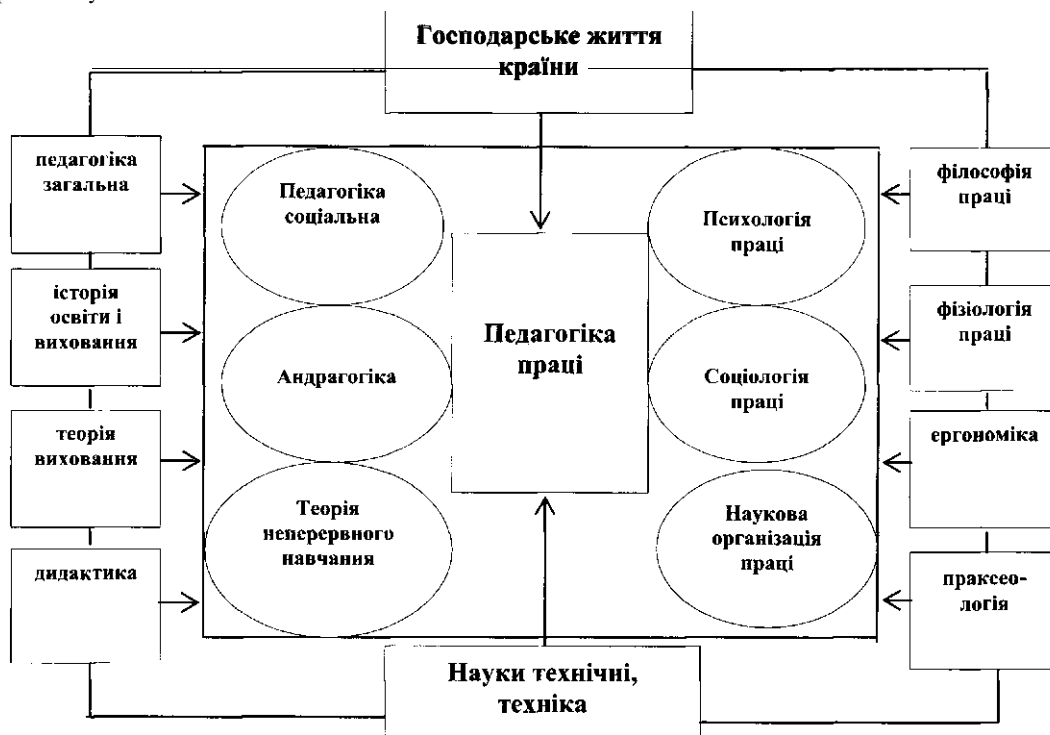 Господарське життя
країни
педагогіка
загальна
історія
освіти і
виховання
теорія
виховання
дидактика
Педагогіка
соціальна
Андрагогіка
Теорія
неперервного
навчання
Педагогіка
праці
Психологія
праці
Соціологія
праці
Наукова
організація
праці
філософія
праці
фізіологія
праці
ергономіка
праксео-
логія
Науки технічні,
техніка